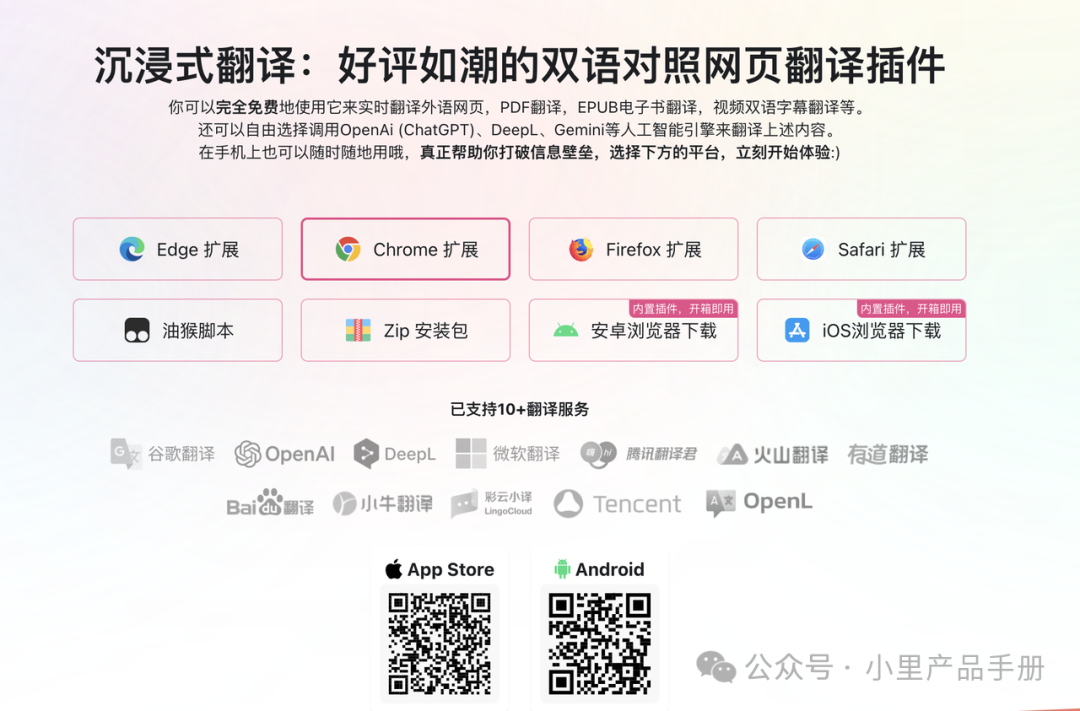 沉浸式翻译：好评如潮的双语对照网页翻译插件
你可以完全免费地使用它来实时翻译外语网页，PDF翻译，EPUB电子书翻译，视频双语字幕翻译等。
还可以自由选择调用OpenAi (ChatGPT)、DeepL、Gemini等人工智能引擎来翻译上述内容。
在手机上也可以随时随地用哦，真正帮助你打破信息壁垒，选择下方的平台，立刻开始体验:)
Edge 扩展
Chrome 扩展
Firefox 扩展
Safari 扩展
油猴脚本
Zip 安装包
内置插件，开箱即用
安卓浏览器下载
内置插件，开箱即用
iOS浏览器下载
已支持10+翻译服务
G 文 谷歌翻译
OpenAI
DeepL
微软翻译
嗨 hi 腾讯翻译君
火山翻译
有道翻译
Bai du 翻译
小牛翻译
彩云小译
LingoCloud
Tencent
A 文 OpenL
App Store
Android
公众号 · 小里产品手册